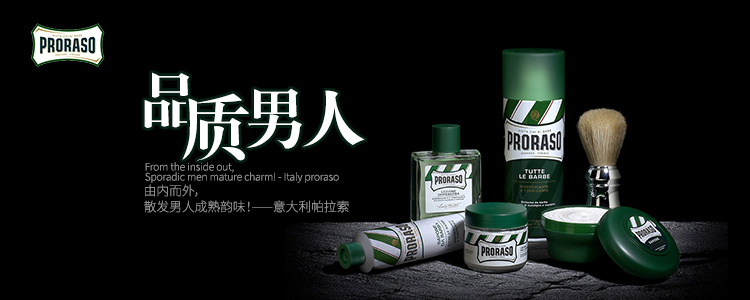 PRORASO
品质男人
From the inside out,
Sporadic men mature charm! - Italy proraso
由内而外，
散发男人成熟韵味！——意大利帕拉索
PRORASO
TUTTE
LE BARBE
PRORASO
PRORASO